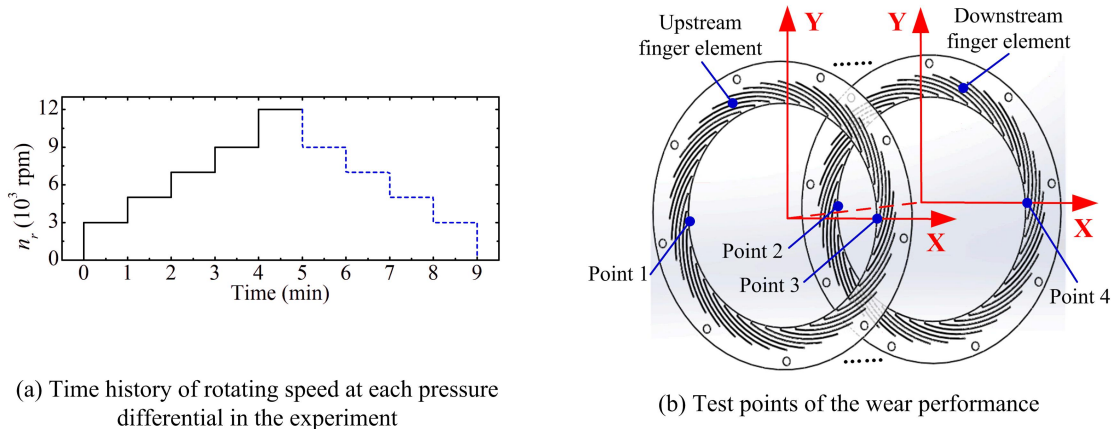 12
9
6
3
0
n_r (10^3 rpm)
0 1 2 3 4 5 6 7 8 9
Time (min)
(a) Time history of rotating speed at each pressure
differential in the experiment
Upstream
finger element
Y
Y
Downstream
finger element
......
X
X
Point 1
Point 2
Point 3
Point 4
......
(b) Test points of the wear performance